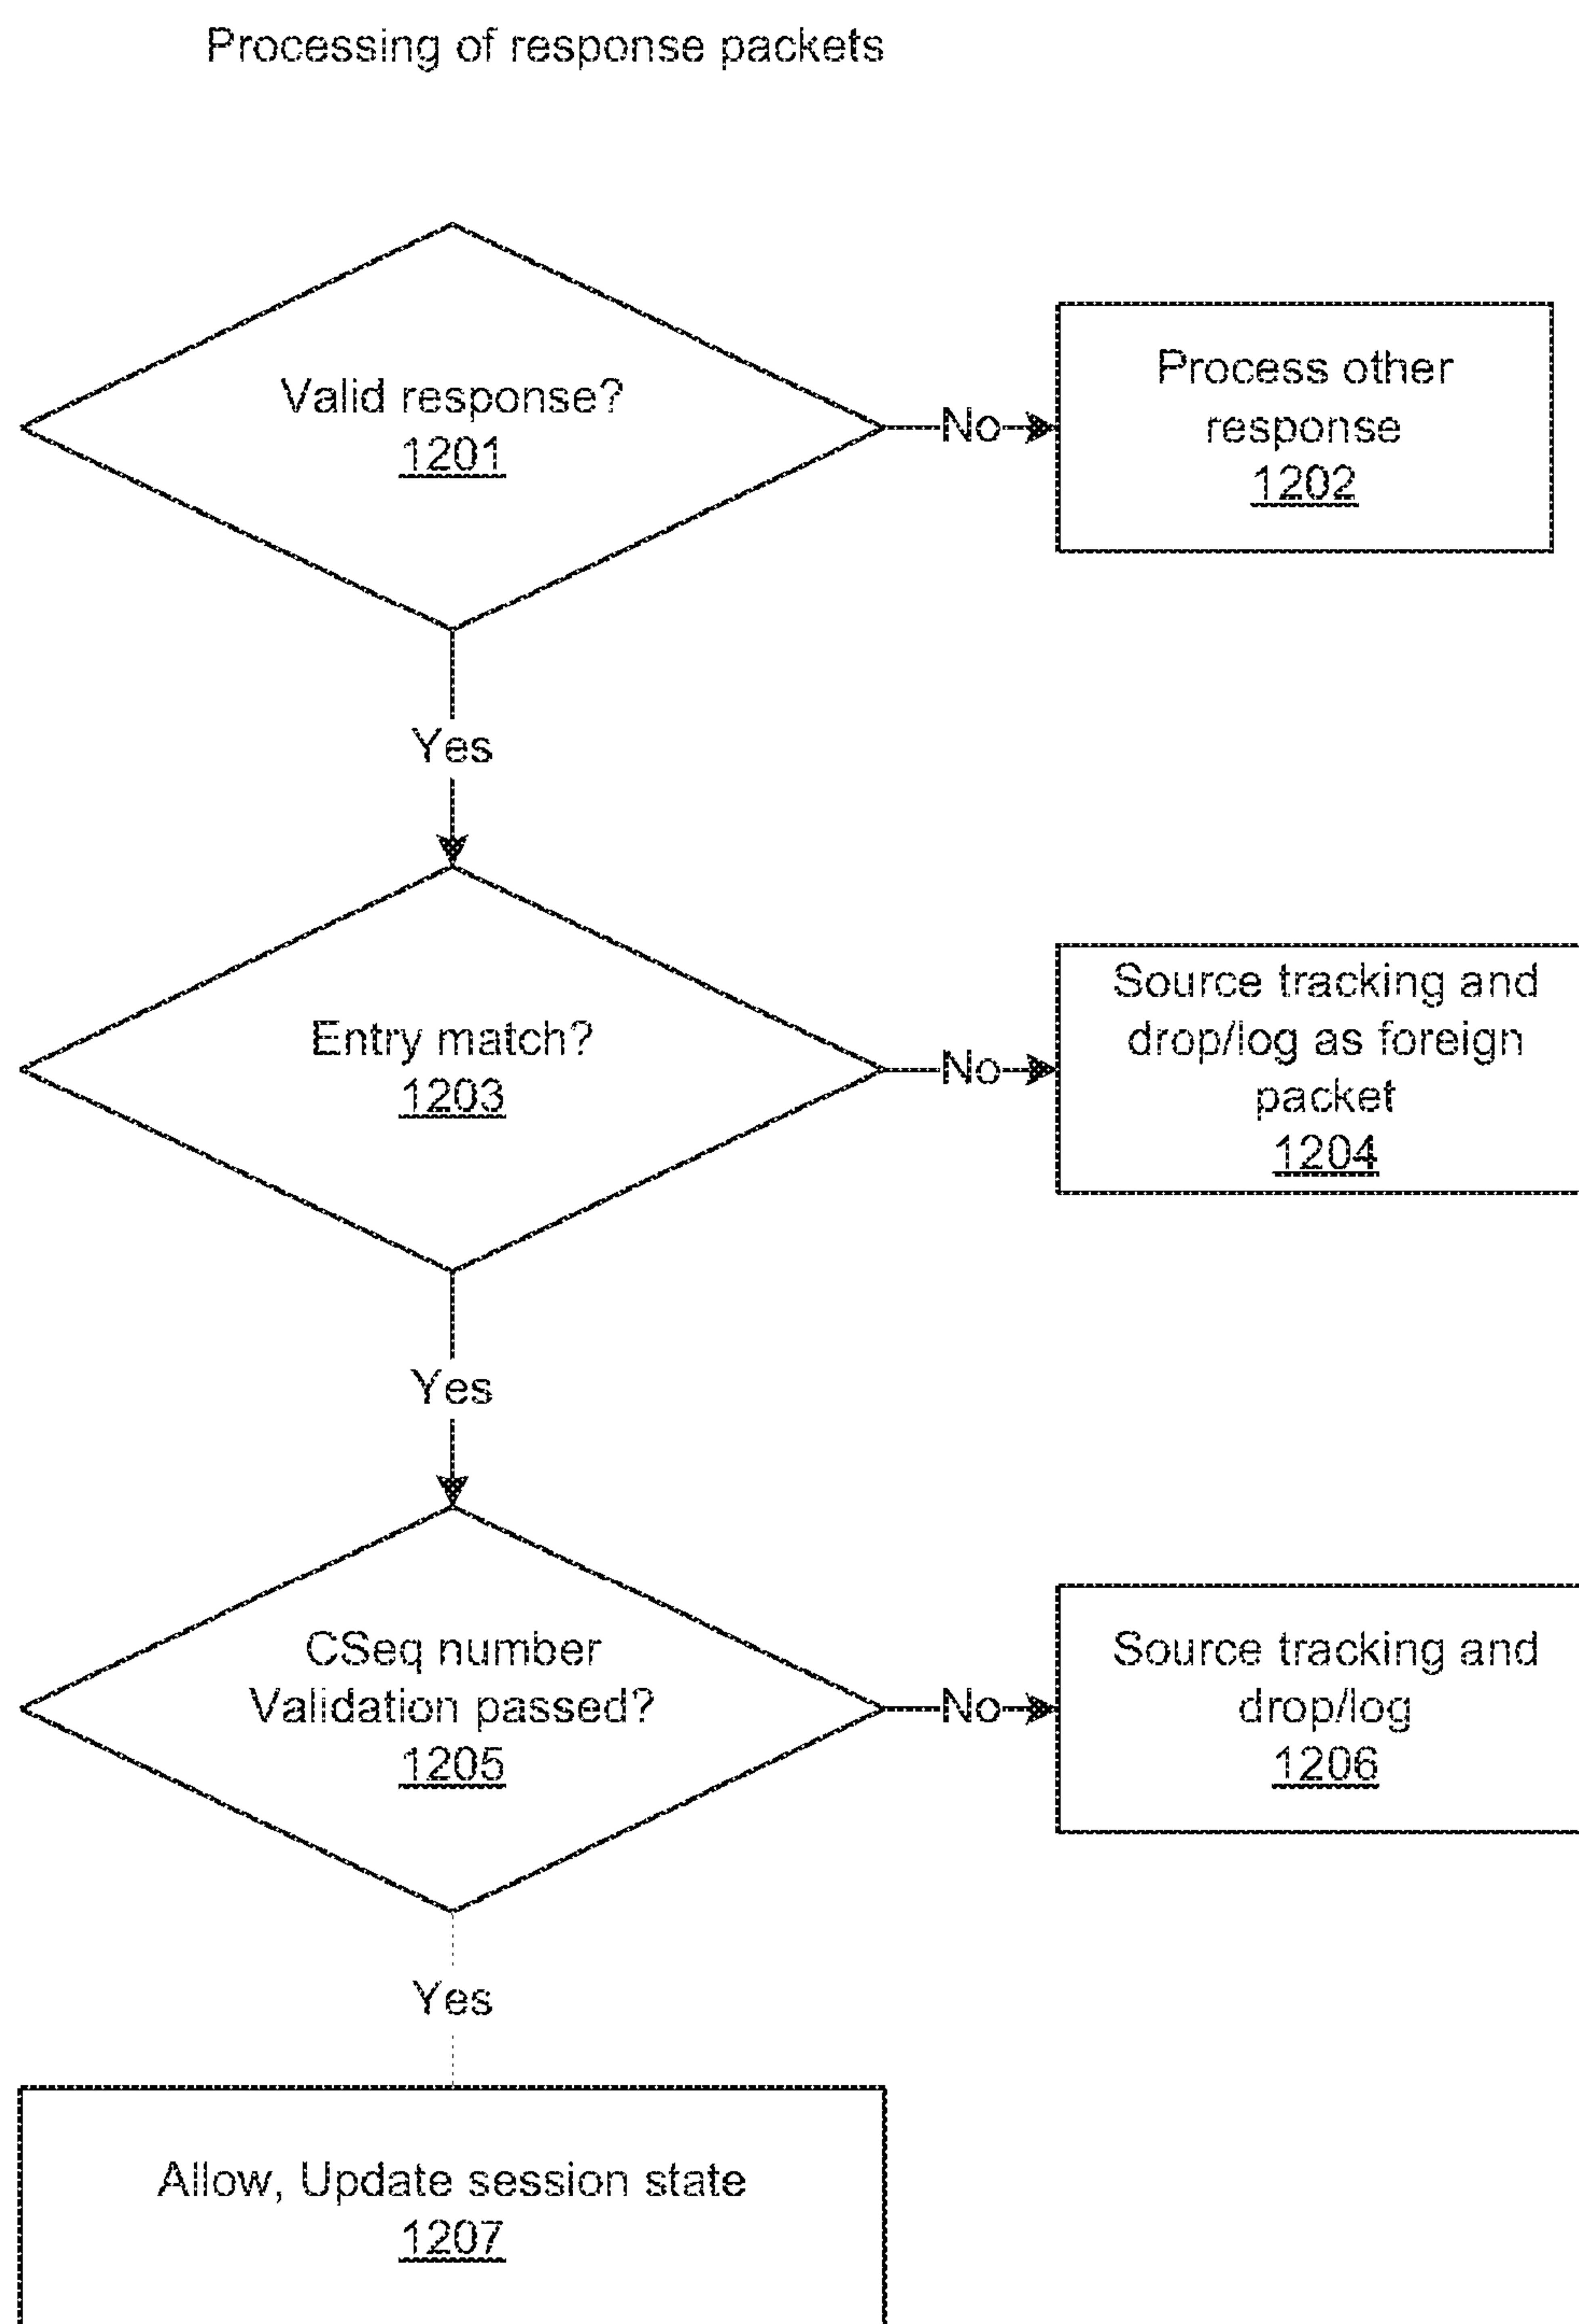 Processing of response packets
Valid response?
1201
No
Process other
response
1202
Yes
Entry match?
1203
No
Source tracking and
drop/log as foreign
packet
1204
Yes
CSeq number
Validation passed?
1205
No
Source tracking and
drop/log
1206
Yes
Allow, Update session state
1207